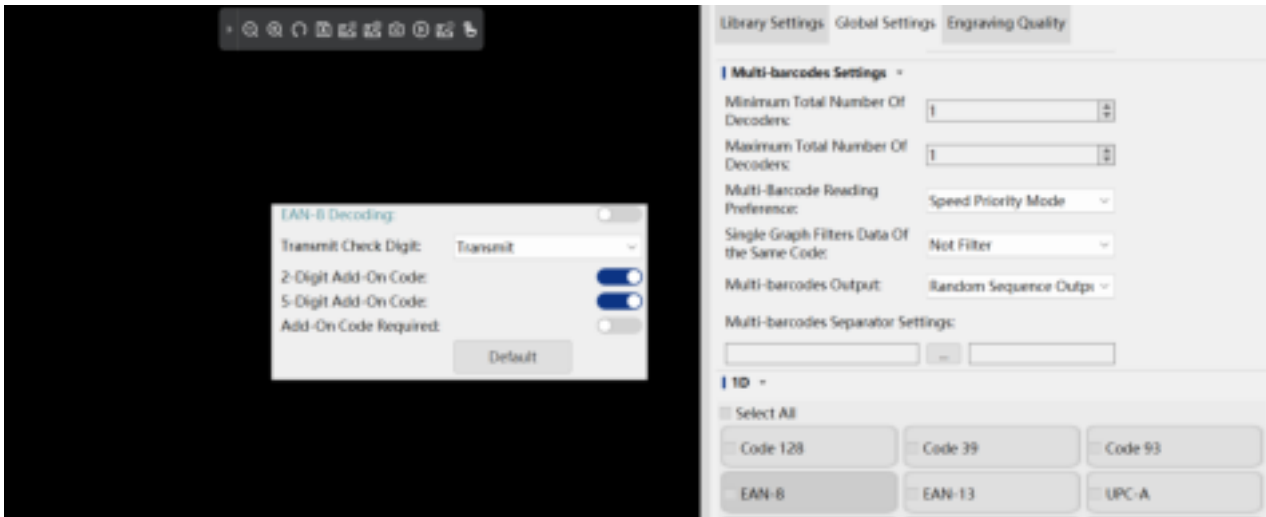 Library Settings Global Settings Engraving Quality
Multi-barcodes Settings
Minimum Total Number Of
Decoders:
1
Maximum Total Number Of
Decoders:
1
Multi-Barcode Reading
Preference:
Speed Priority Mode
Single Graph Filters Data Of
the Same Code:
Not Filter
Multi-barcodes Output:
Random Sequence Outpu
Multi-barcodes Separator Settings:
...
1D
Select All
Code 128 Code 39 Code 93
EAN-8 EAN-13 UPC-A
EAN-8 Decoding:
Transmit Check Digit: Transmit
2-Digit Add-On Code:
5-Digit Add-On Code:
Add-On Code Required:
Default